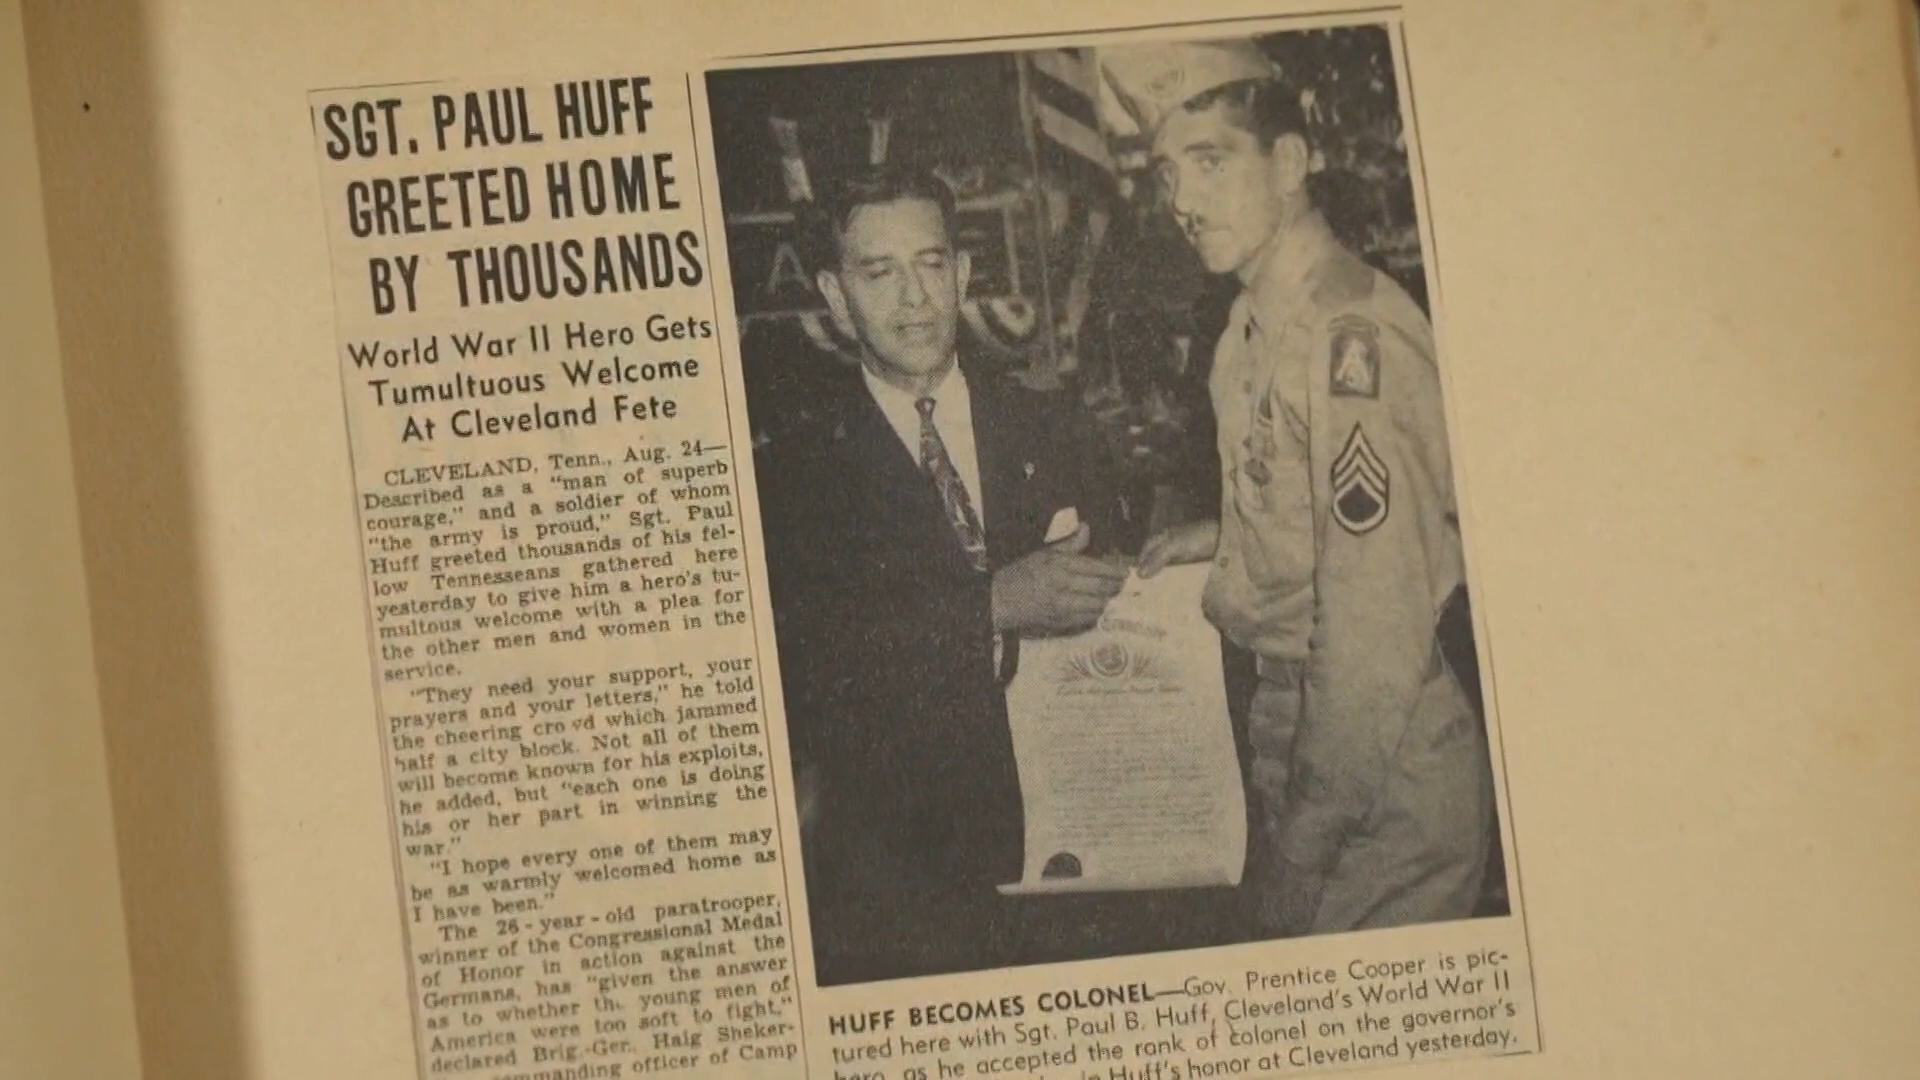 SGT. PAUL HUFF
GREETED HOME
BY THOUSANDS
World War II Hero Gets
Tumultuous Welcome
At Cleveland Fete
CLEVELAND, Tenn., Aug. 24—
Described as a "man of superb
courage," and a soldier of whom
"the army is proud," Sgt. Paul
Huff greeted thousands of his fel-
low Tennesseans gathered here
yesterday to give him a hero's tu-
multous welcome with a plea for
the other men and women in the
service.
"They need your support, your
prayers and your letters," he told
the cheering crowd which jammed
half a city block. Not all of them
will become known for his exploits,
he added, but "each one is doing
his or her part in winning the
war."
"I hope every one of them may
be as warmly welcomed home as
I have been."
The 26-year-old paratrooper,
winner of the Congressional Medal
of Honor in action against the
Germans, has "given the answer
as to whether the young men of
America were too soft to fight,"
declared Brig.-Ger. Haig Sheker-
commanding officer of Camp
HUFF BECOMES COLONEL—Gov. Prentice Cooper is pic-
tured here with Sgt. Paul B. Huff, Cleveland's World War II
hero, as he accepted the rank of colonel on the governor's
in Huff's honor at Cleveland yesterday.